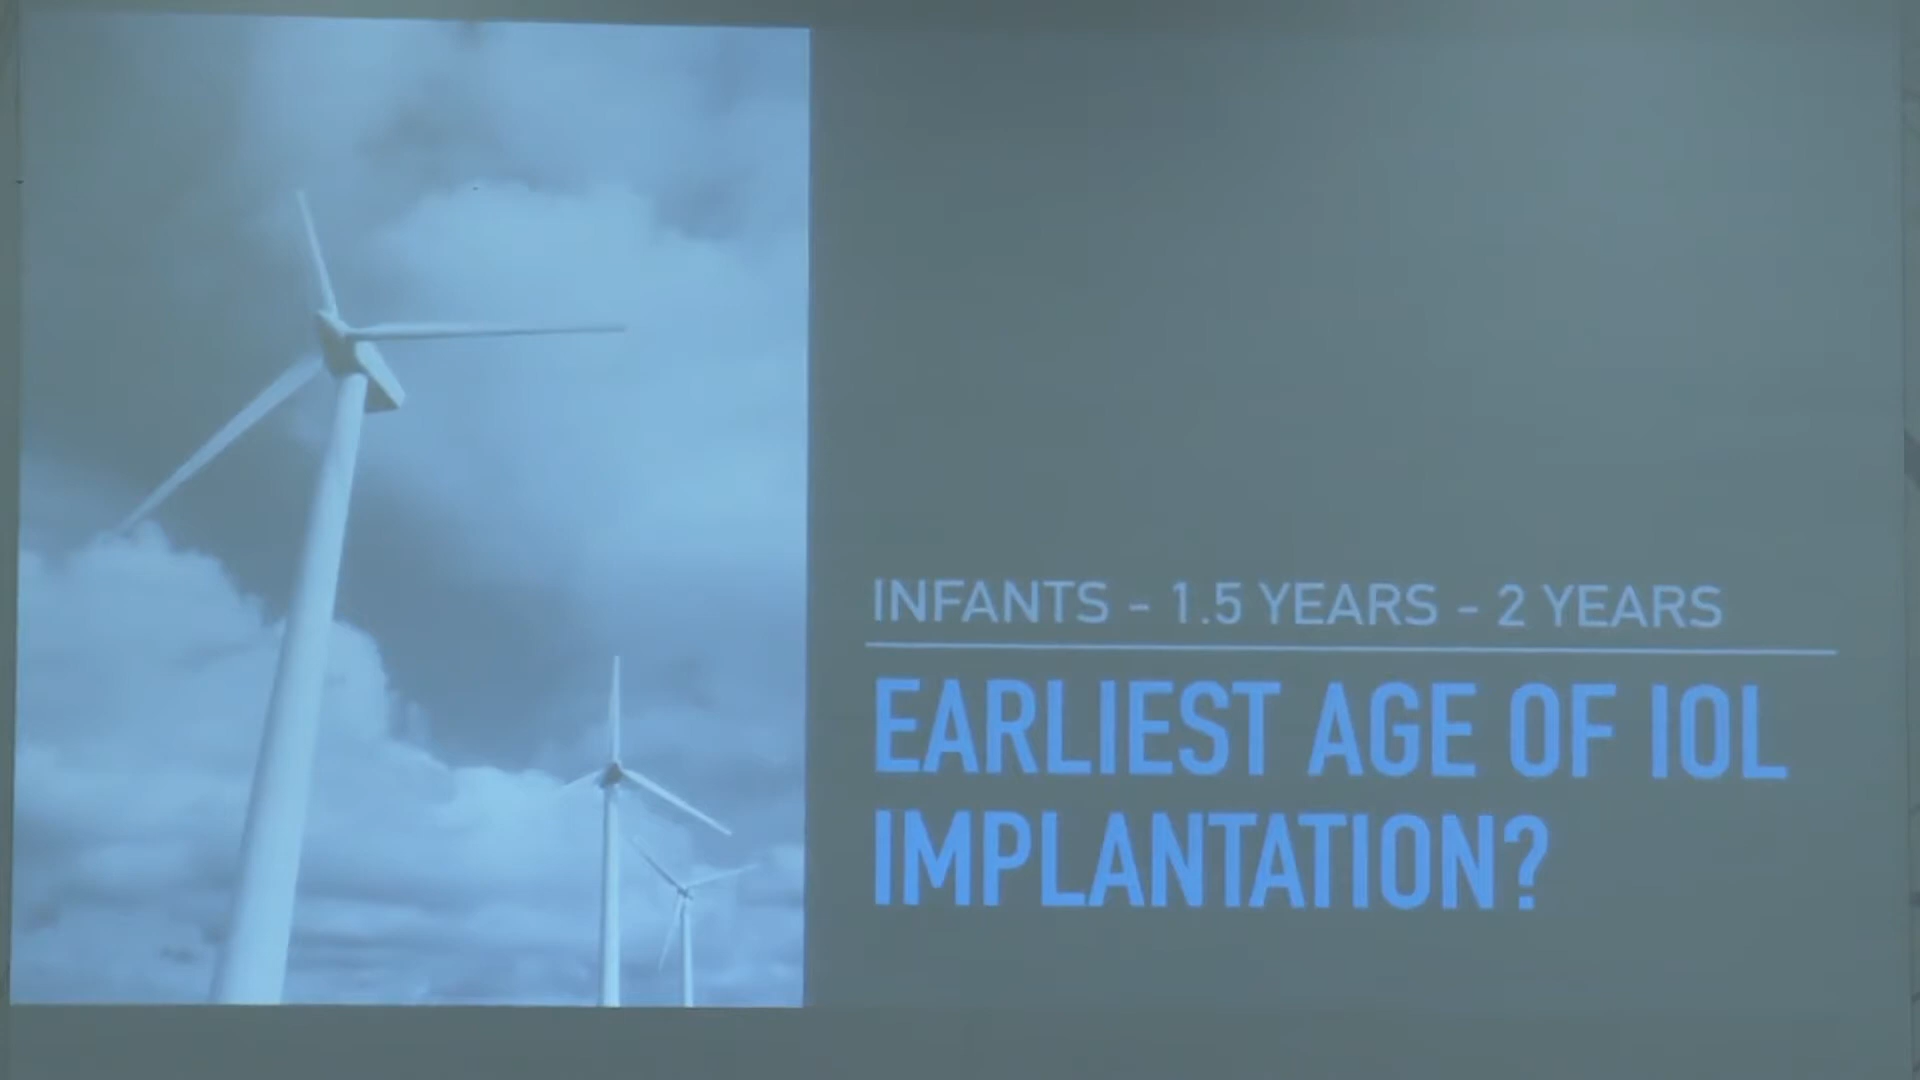 INFANTS - 1.5 YEARS - 2 YEARS
EARLIEST AGE OF IOL
IMPLANTATION?